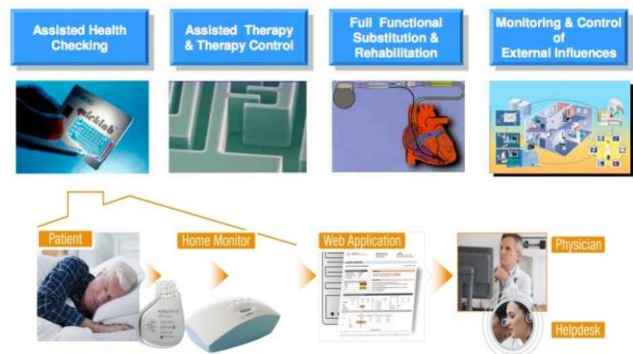 Assisted Health
Checking
Assisted Therapy
& Therapy Control
Full Functional
Substitution &
Rehabilitation
Monitoring & Control
of
External Influences
quicklab
Patient
Home Monitor
Web Application
Physician
Helpdesk